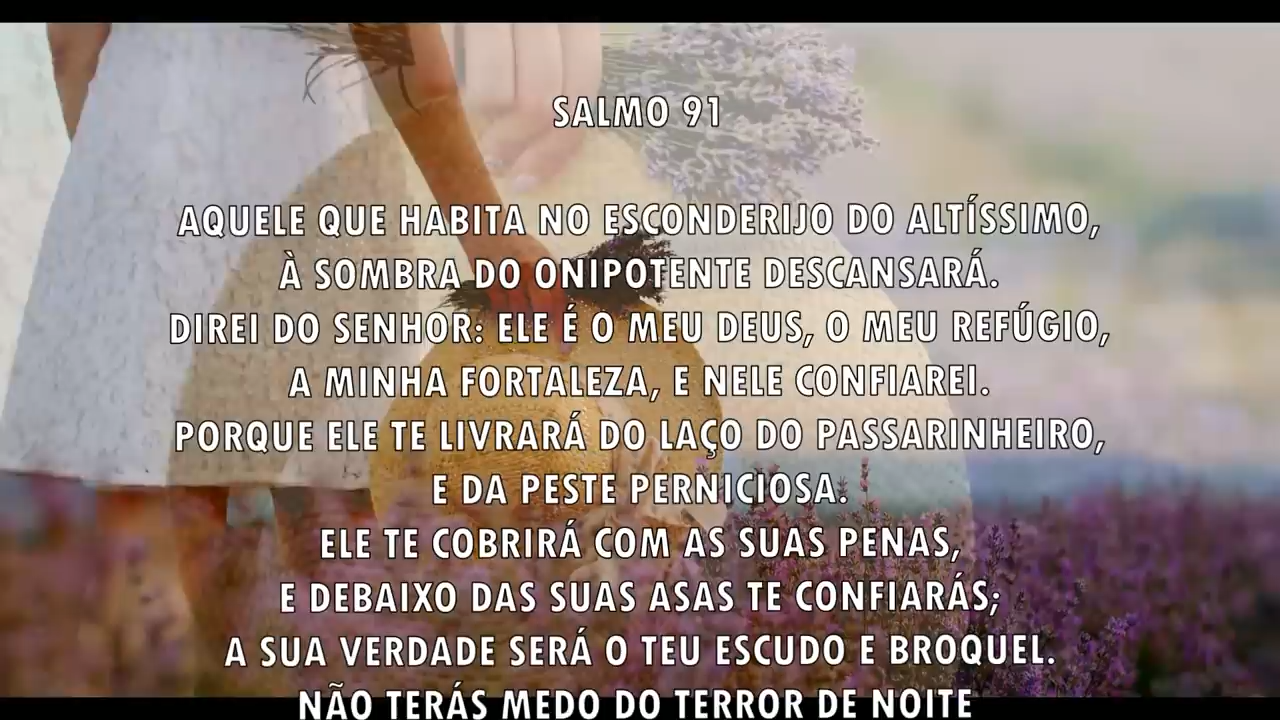 SALMO 91
AQUELE QUE HABITA NO ESCONDERIJO DO ALTÍSSIMO,
À SOMBRA DO ONIPOTENTE DESCANSARÁ.
DIREI DO SENHOR: ELE É O MEU DEUS, O MEU REFÚGIO,
A MINHA FORTALEZA, E NELE CONFIAREI.
PORQUE ELE TE LIVRARÁ DO LAÇO DO PASSARINHEIRO,
E DA PESTE PERNICIOSA.
ELE TE COBRIRÁ COM AS SUAS PENAS,
E DEBAIXO DAS SUAS ASAS TE CONFIARÁS;
A SUA VERDADE SERÁ O TEU ESCUDO E BROQUEL.
NÃO TERÁS MEDO DO TERROR DE NOITE